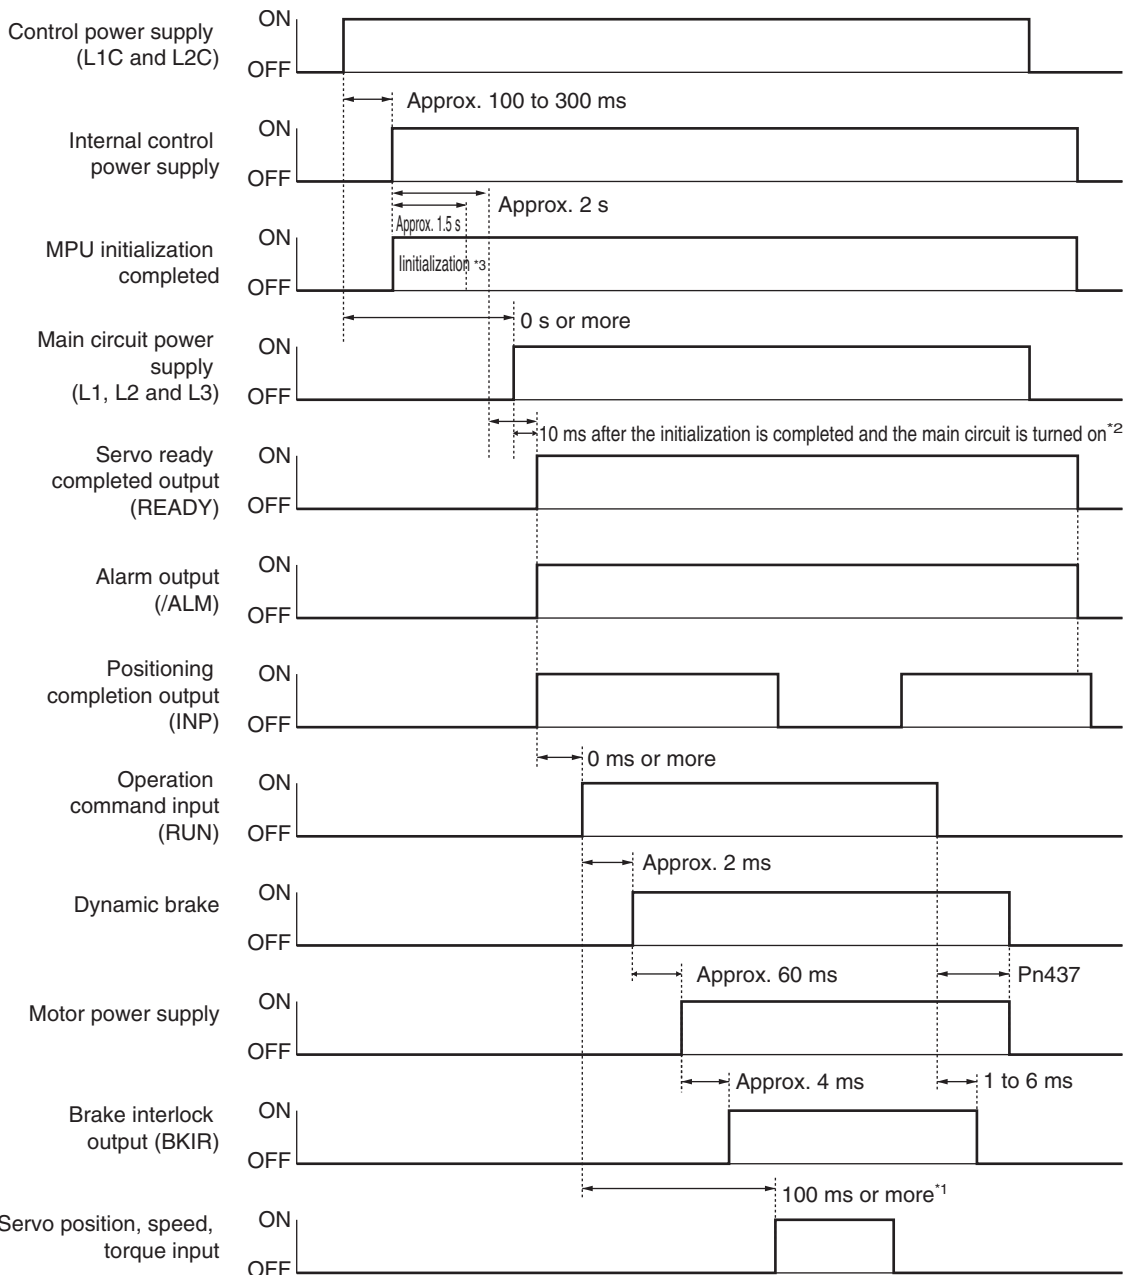 Control power supply
(L1C and L2C)
ON
OFF
Approx. 100 to 300 ms
Internal control
power supply
ON
OFF
Approx. 2 s
Approx. 1.5 s
MPU initialization
completed
ON
OFF
Iinitialization *3
0 s or more
Main circuit power
supply
(L1, L2 and L3)
ON
OFF
10 ms after the initialization is completed and the main circuit is turned on*2
Servo ready
completed output
(READY)
ON
OFF
Alarm output
(/ALM)
ON
OFF
Positioning
completion output
(INP)
ON
OFF
0 ms or more
Operation
command input
(RUN)
ON
OFF
Approx. 2 ms
Dynamic brake
ON
OFF
Approx. 60 ms
Pn437
Motor power supply
ON
OFF
Approx. 4 ms
1 to 6 ms
Brake interlock
output (BKIR)
ON
OFF
100 ms or more*1
Servo position, speed,
torque input
ON
OFF